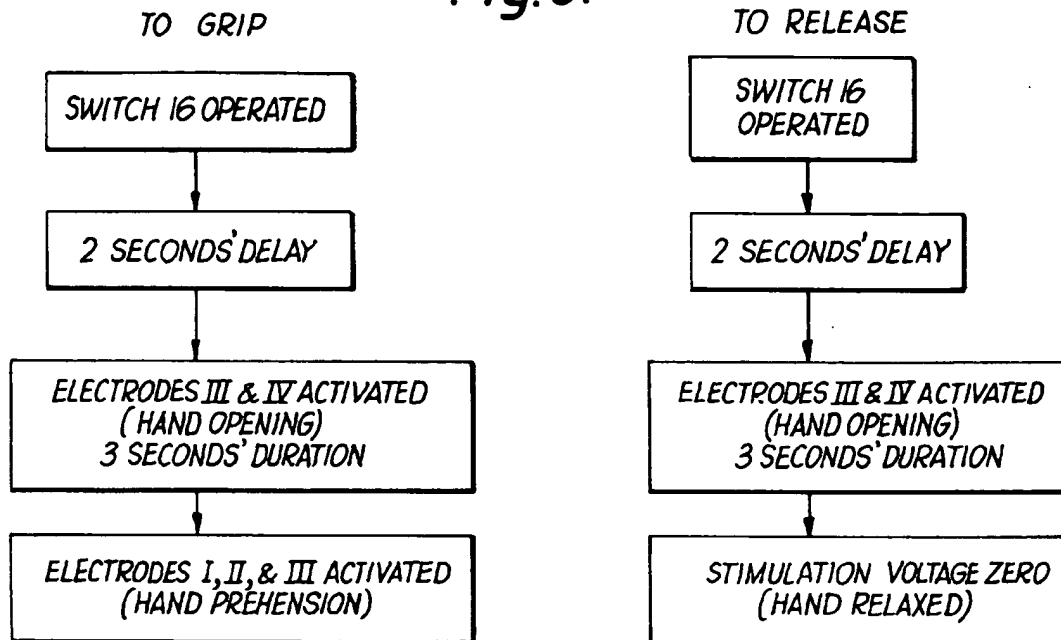 TO GRIP
SWITCH 16 OPERATED
2 SECONDS' DELAY
ELECTRODES III & IV ACTIVATED
(HAND OPENING)
3 SECONDS' DURATION
ELECTRODES I, II, & III ACTIVATED
(HAND PREHENSION)
TO RELEASE
SWITCH 16
OPERATED
2 SECONDS' DELAY
ELECTRODES III & IV ACTIVATED
(HAND OPENING)
3 SECONDS' DURATION
STIMULATION VOLTAGE ZERO
(HAND RELAXED)